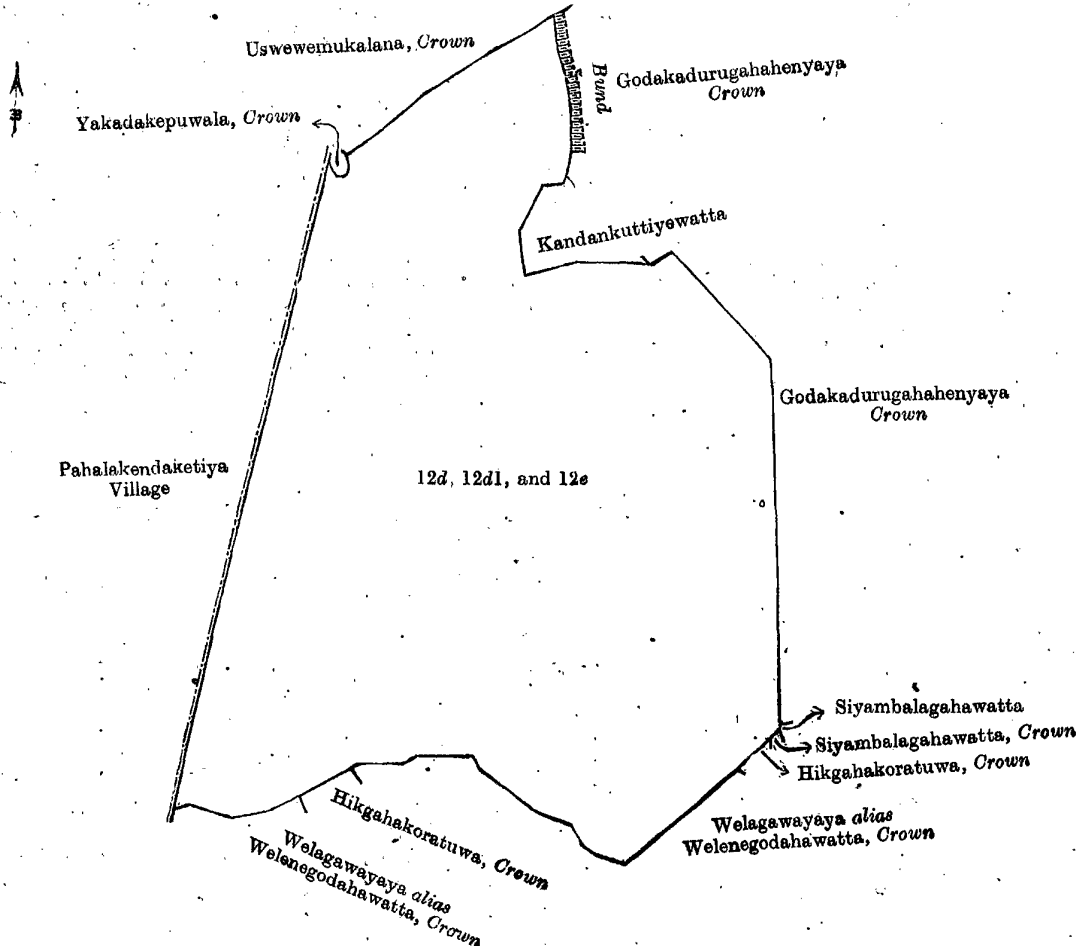 Uswewemukalana, Crown
Godakadurugahahenyaya
Crown
Bund
Yakadakepuwala, Crown
Kandankuttiyewatta
Godakadurugahahenyaya
Crown
Pahalakendaketiya
Village
12d, 12d1, and 12e
Siyambalagahawatta
Siyambalagahawatta, Crown
Hikgahakoratuwa, Crown
Welagawayaya alias
Welenegodahawatta, Crown
Hikgahakoratuwa, Crown
Welagawayaya alias
Welenegodahawatta, Crown